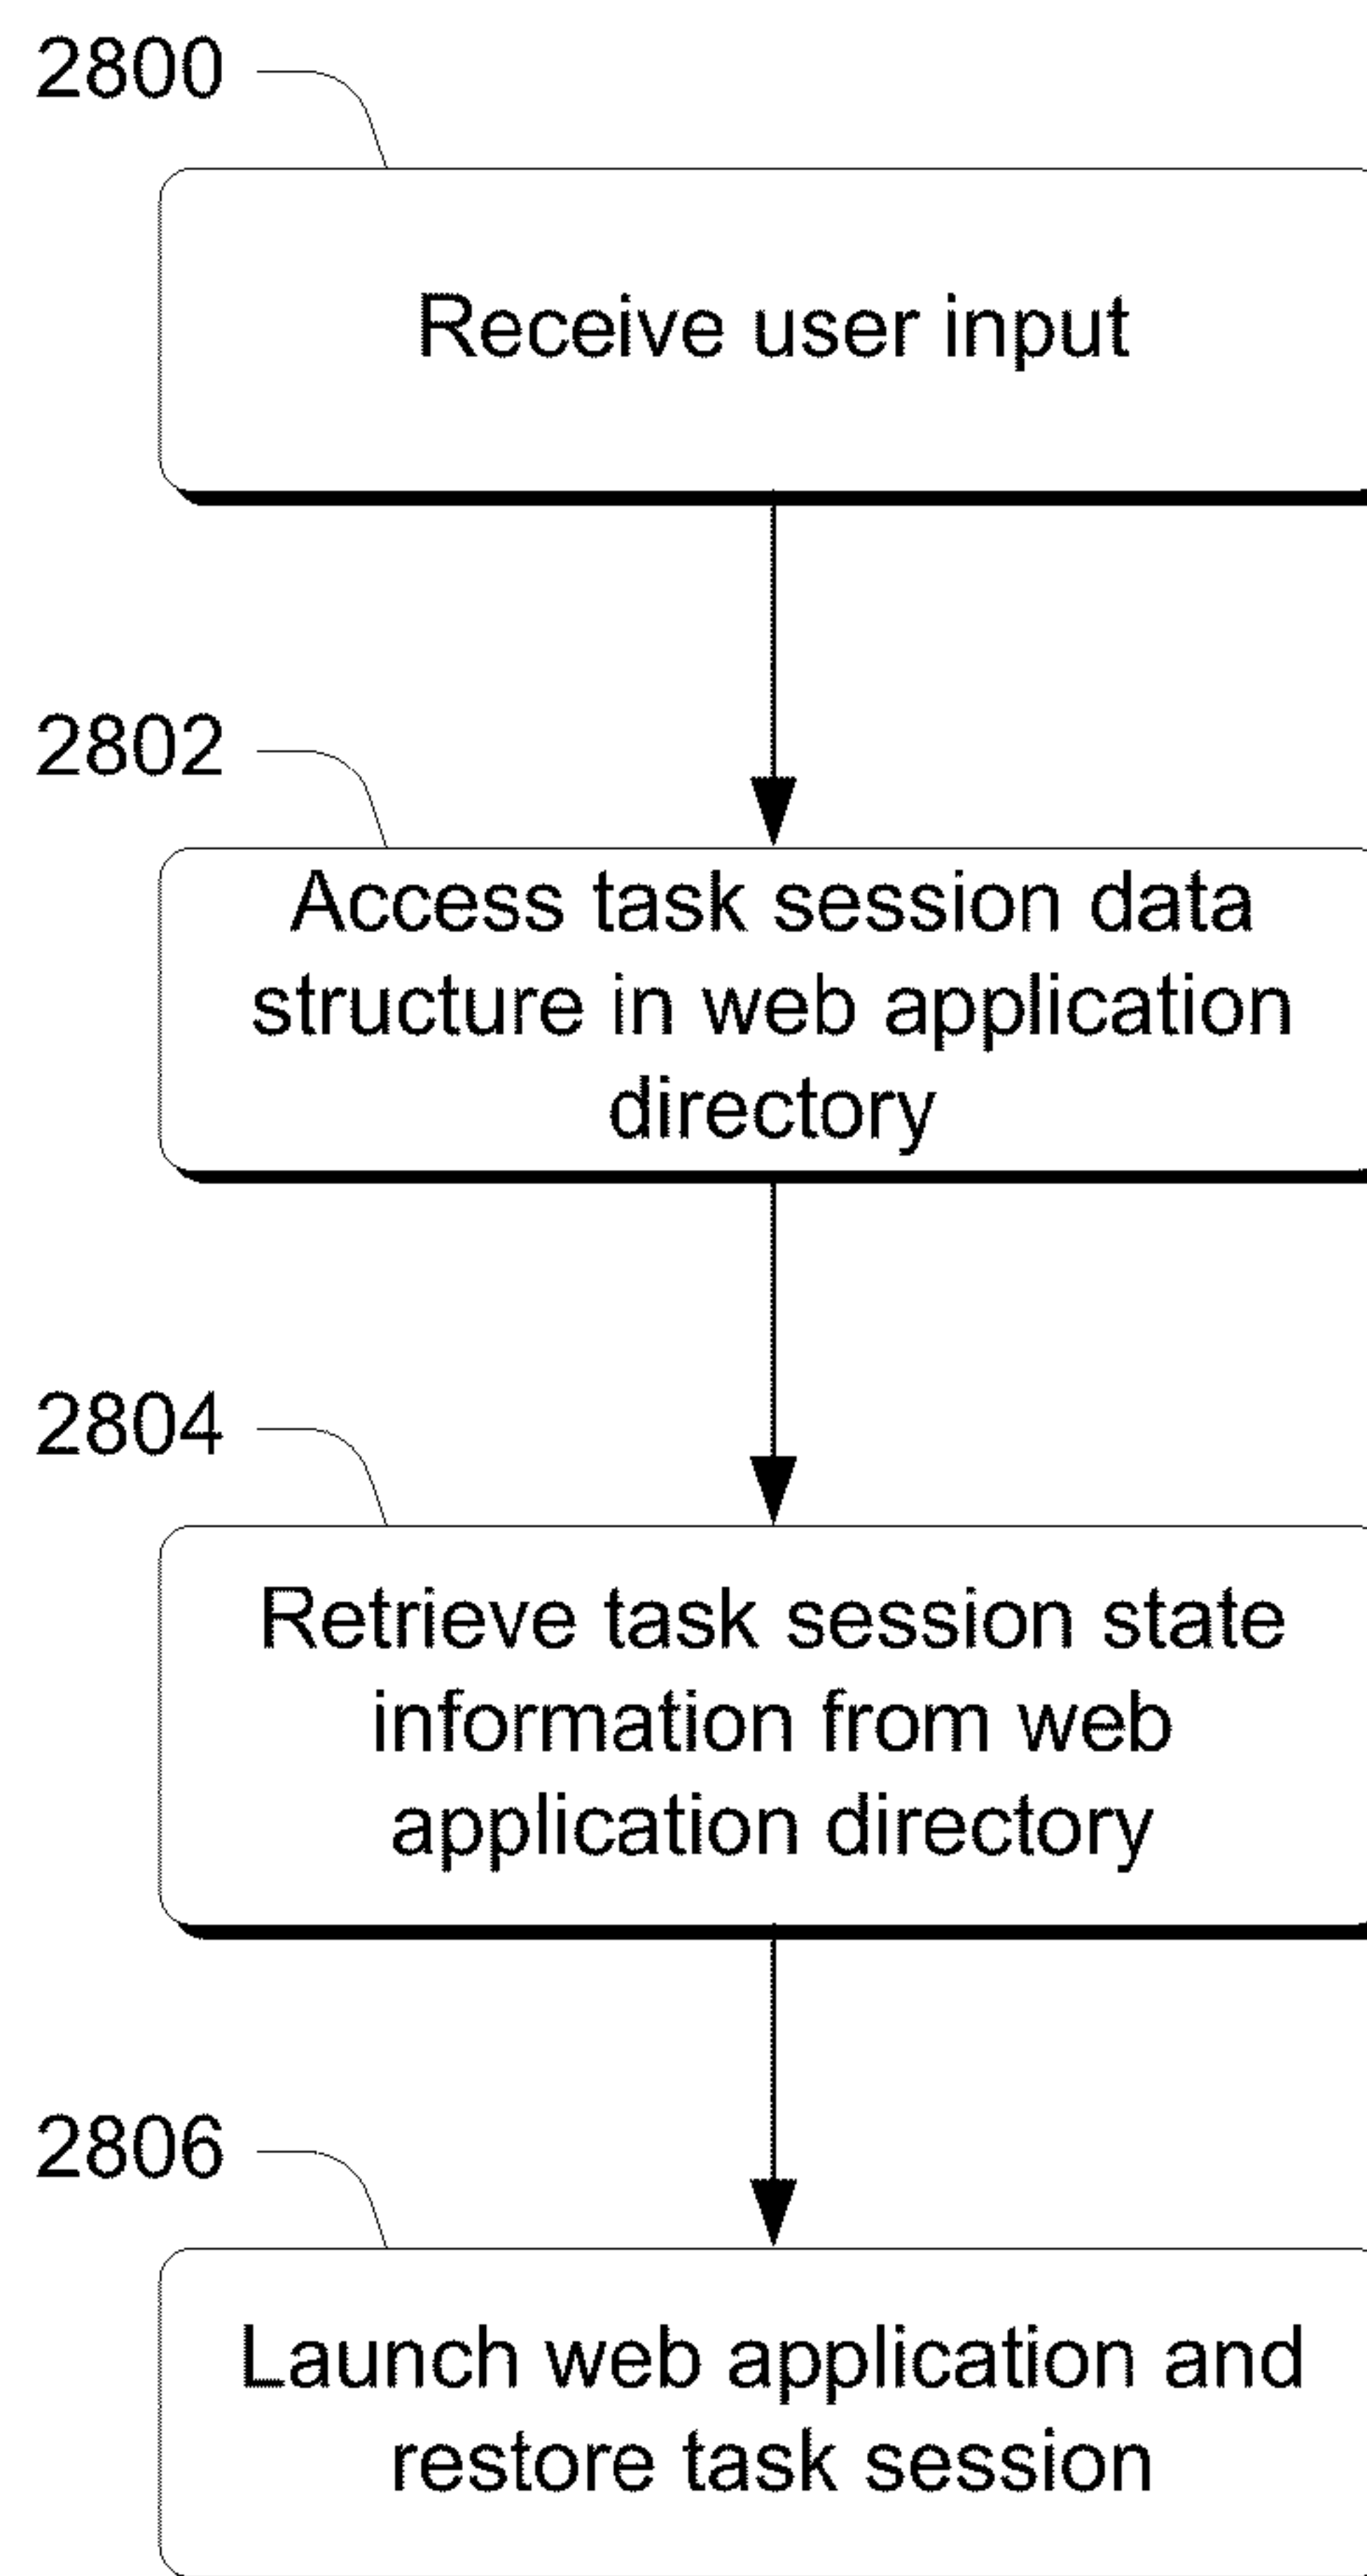 2800
Receive user input
2802
Access task session data
structure in web application
directory
2804
Retrieve task session state
information from web
application directory
2806
Launch web application and
restore task session